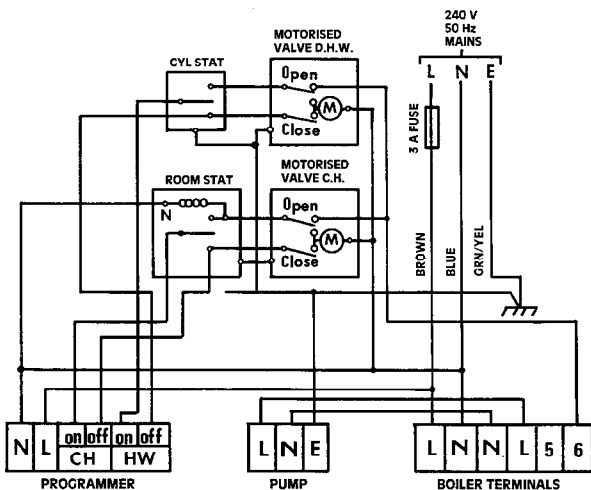 MOTORISED
VALVE D.H.W.
240 V
50 Hz
MAINS
CYL STAT
Open
M
Close
L N E
3 A FUSE
ROOM STAT
MOTORISED
VALVE C.H.
N
Open
M
Close
BROWN
BLUE
GRN/YEL
N L on off on off
CH HW
L N E
L N N L 5 6
PROGRAMMER
PUMP
BOILER TERMINALS